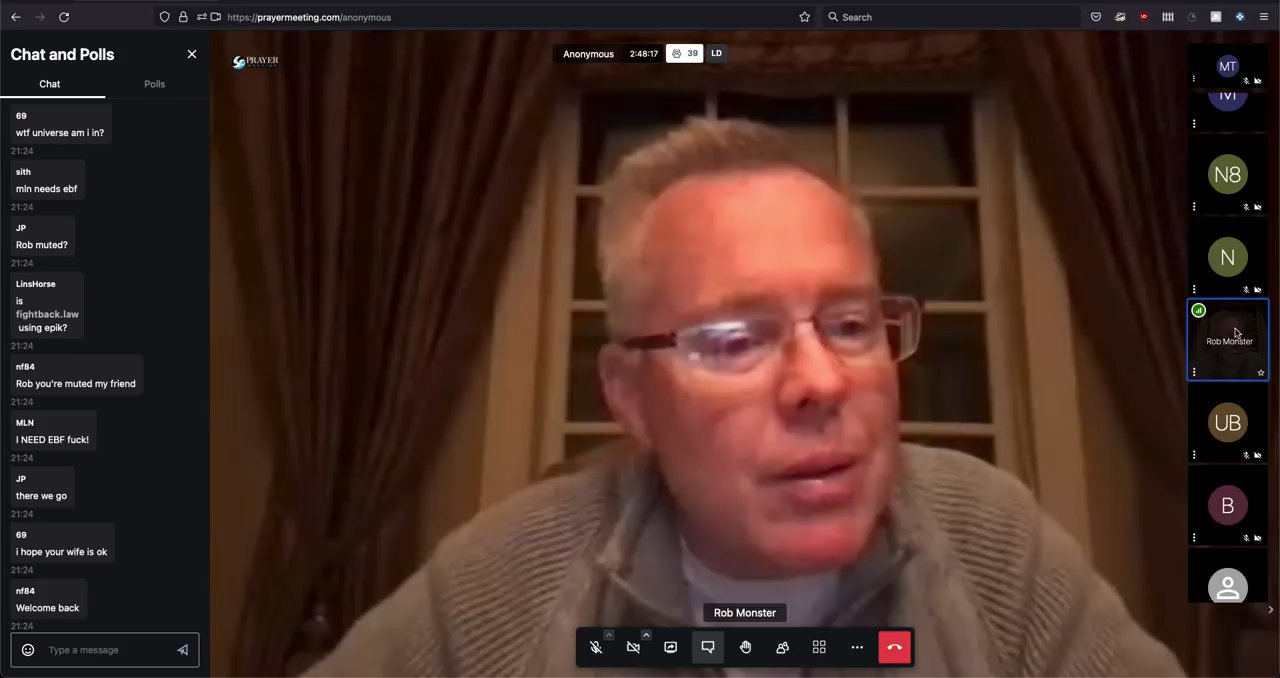 https://prayermeeting.com/anonymous
Search
Chat and Polls
Chat
Polls
69
wtf universe am i in?
21:24
sith
mln needs ebf
21:24
JP
Rob muted?
21:24
LinsHorse
is
fightback.law
using epik?
21:24
nf84
Rob you're muted my friend
21:24
MLN
I NEED EBF fuck!
21:24
JP
there we go
21:24
69
i hope your wife is ok
21:24
nf84
Welcome back
21:24
Type a message
PRAYER
Anonymous
2:48:17
39
LD
MT
N8
N
Rob Monster
UB
B
Rob Monster